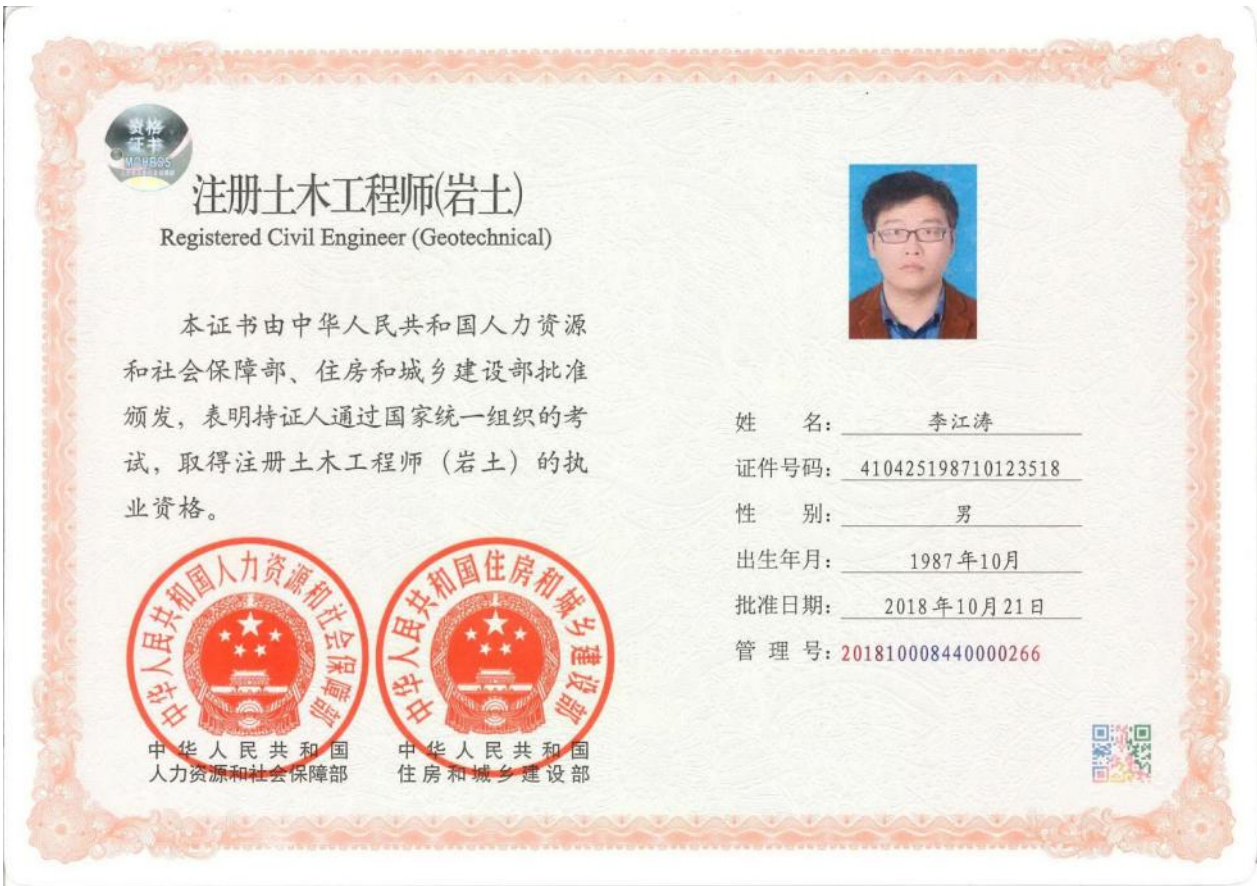 资格
证书
MOHRSS
注册土木工程师(岩土)
Registered Civil Engineer (Geotechnical)
本证书由中华人民共和国人力资源
和社会保障部、住房和城乡建设部批准
颁发，表明持证人通过国家统一组织的考
试，取得注册土木工程师（岩土）的执
业资格。
中华人民共和国人力资源和社会保障部
中华人民共和国住房和城乡建设部
中华人民共和国
人力资源和社会保障部
中华人民共和国
住房和城乡建设部
姓 名：李江涛
证件号码：410425198710123518
性 别：男
出生年月：1987年10月
批准日期：2018年10月21日
管 理 号：201810008440000266